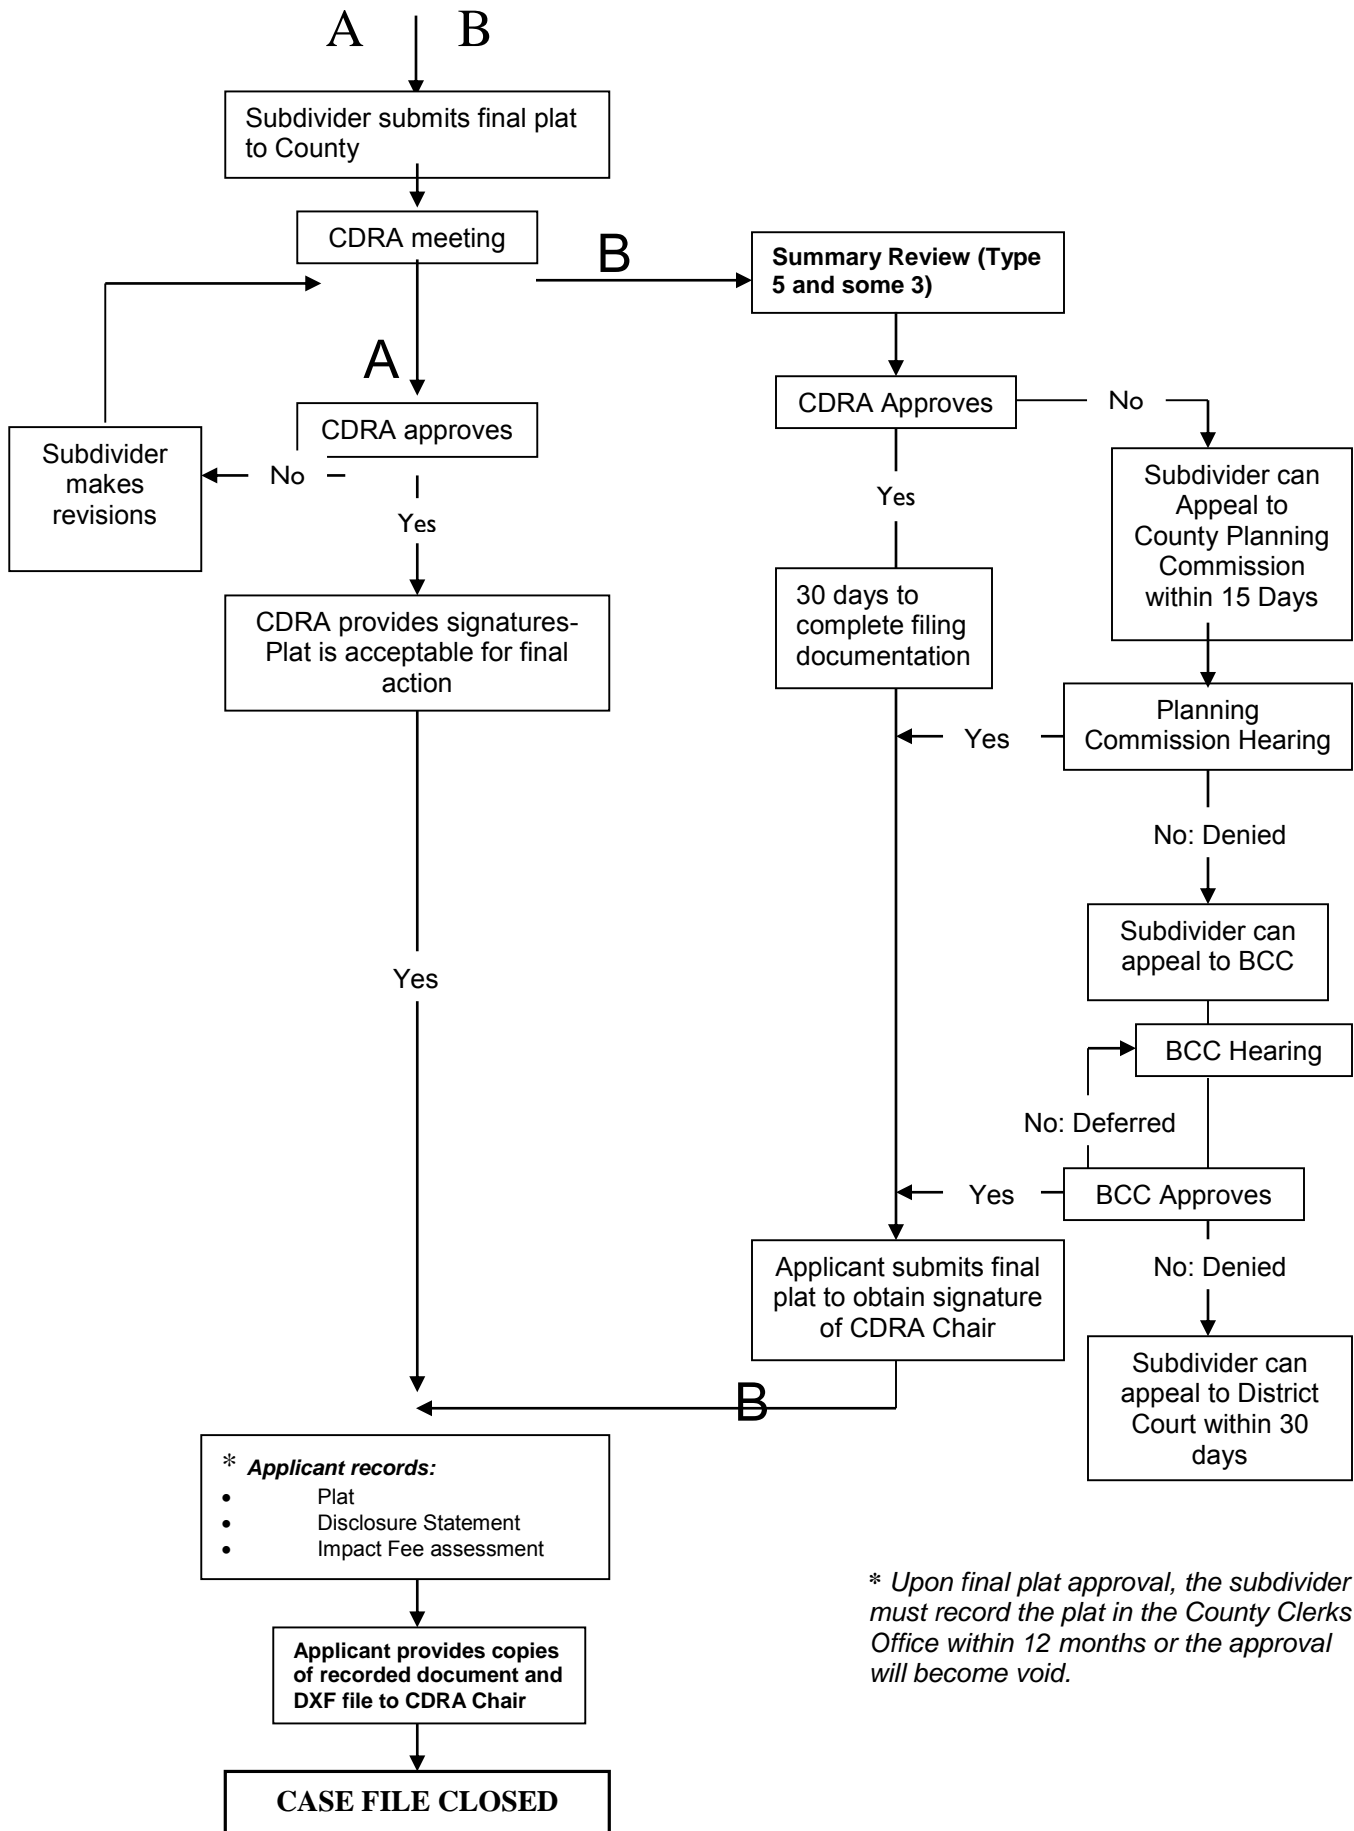 A B
Subdivider submits final plat
to County
CDRA meeting
B
Summary Review (Type
5 and some 3)
A
CDRA approves
CDRA Approves
No
Subdivider
makes
revisions
No
Yes
Yes
Subdivider can
Appeal to
County Planning
Commission
within 15 Days
CDRA provides signatures-
Plat is acceptable for final
action
30 days to
complete filing
documentation
Planning
Commission Hearing
Yes
No: Denied
Subdivider can
appeal to BCC
Yes
BCC Hearing
No: Deferred
BCC Approves
Yes
No: Denied
Applicant submits final
plat to obtain signature
of CDRA Chair
Subdivider can
appeal to District
Court within 30
days
B
* Applicant records:
• Plat
• Disclosure Statement
• Impact Fee assessment
* Upon final plat approval, the subdivider
must record the plat in the County Clerks
Office within 12 months or the approval
will become void.
Applicant provides copies
of recorded document and
DXF file to CDRA Chair
CASE FILE CLOSED